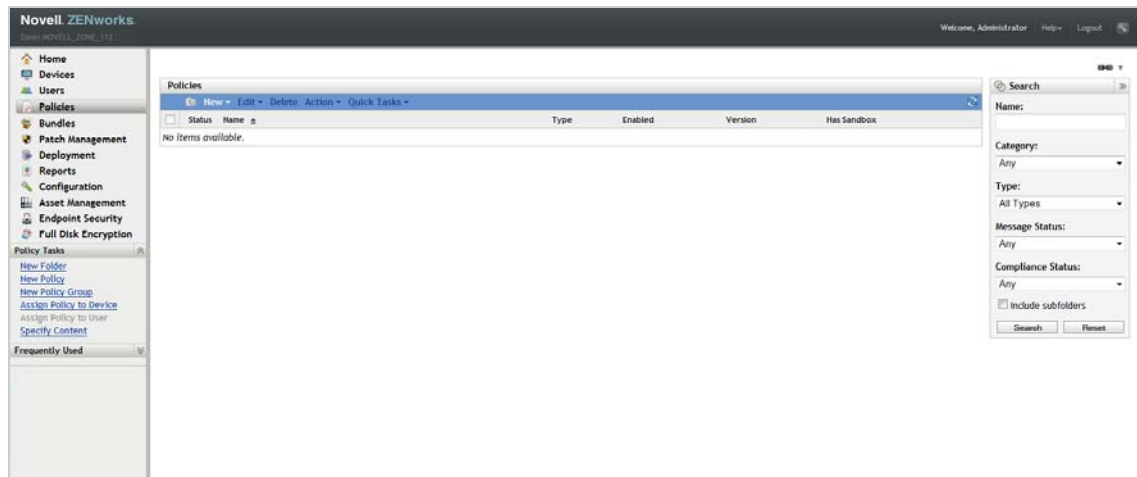 Novell ZENworks.
Zone: NOVELL_ZONE_112
Welcome, Administrator Help Logout
Home
Devices
Users
Policies
Bundles
Patch Management
Deployment
Reports
Configuration
Asset Management
Endpoint Security
Full Disk Encryption
Policy Tasks
New Folder
New Policy
New Policy Group
Assign Policy to Device
Assign Policy to User
Specify Content
Frequently Used
Policies
New Edit Delete Action Quick Tasks
Status Name Type Enabled Version Has Sandbox
No items available.
Search
Name:
Category:
Any
Type:
All Types
Message Status:
Any
Compliance Status:
Any
Include subfolders
Search Reset